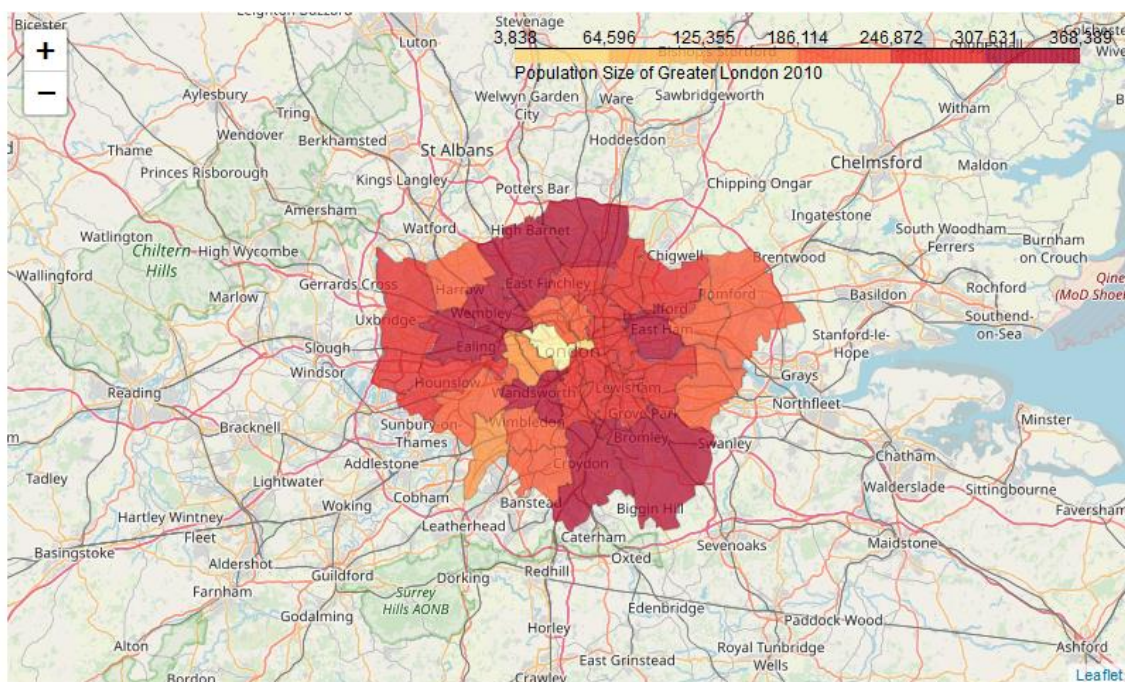 Bicester
Leighton Buzzard
Luton
Stevenage
3,838 64,596 125,355 186,114 246,872 307,631 368,389
Population Size of Greater London 2010
+
−
Aylesbury
Tring
Wendover
Berkhamsted
Thame
Princes Risborough
Kings Langley
St Albans
Welwyn Garden
City
Ware
Sawbridgeworth
Hoddesdon
Witham
Chelmsford
Maldon
Potters Bar
Chipping Ongar
Amersham
Watford
High Barnet
Ingatestone
South Woodham
Ferrers
Burnham
on Crouch
Watlington
High Wycombe
Chiltern
Hills
Wallingford
Marlow
Gerrards Cross
Harrow
East Finchley
Chigwell
Brentwood
Ilford
Romford
Basildon
Rochford
Southend-
on-Sea
(MoD Shoe
Uxbridge
Wembley
East Ham
Stanford-le-
Hope
Slough
Ealing
London
Windsor
Grays
Reading
Hounslow
Wandsworth
Lewisham
Northfleet
Bracknell
Sunbury-on-
Thames
Wimbledon
Grove Park
Minster
Addlestone
Bromley
Swanley
Chatham
Tadley
Lightwater
Cobham
Croydon
Walderslade
Sittingbourne
Woking
Banstead
Biggin Hill
Faversham
Hartley Wintney
Fleet
Leatherhead
Caterham
Sevenoaks
Maidstone
Basingstoke
Oxted
Aldershot
Guildford
Dorking
Redhill
Farnham
Surrey
Hills AONB
Godalming
Edenbridge
Paddock Wood
Horley
Alton
Royal Tunbridge
Wells
Ashford
East Grinstead
Bordon
Crawley
Leaflet